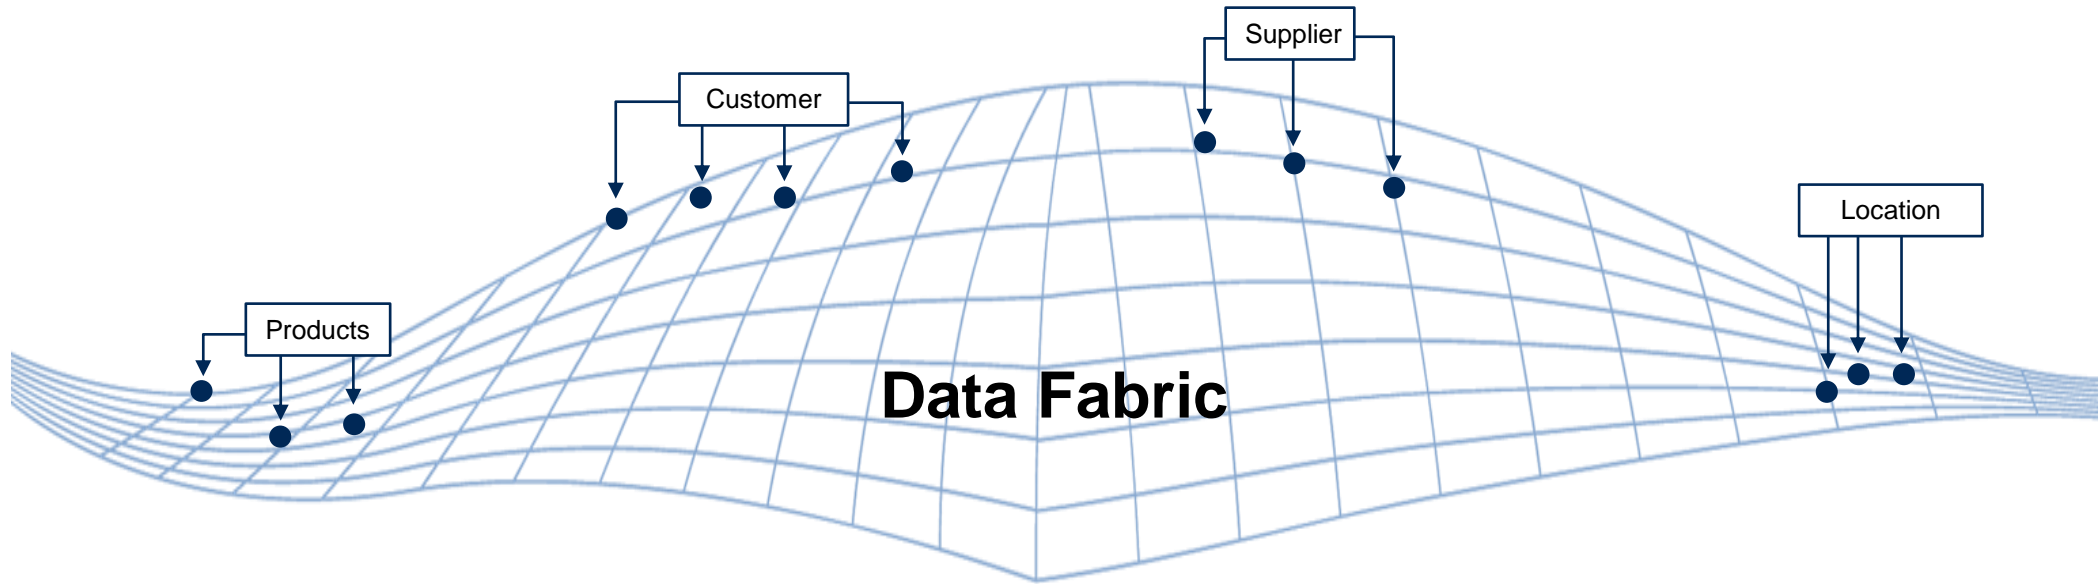 Supplier
Customer
Location
Products
Data Fabric